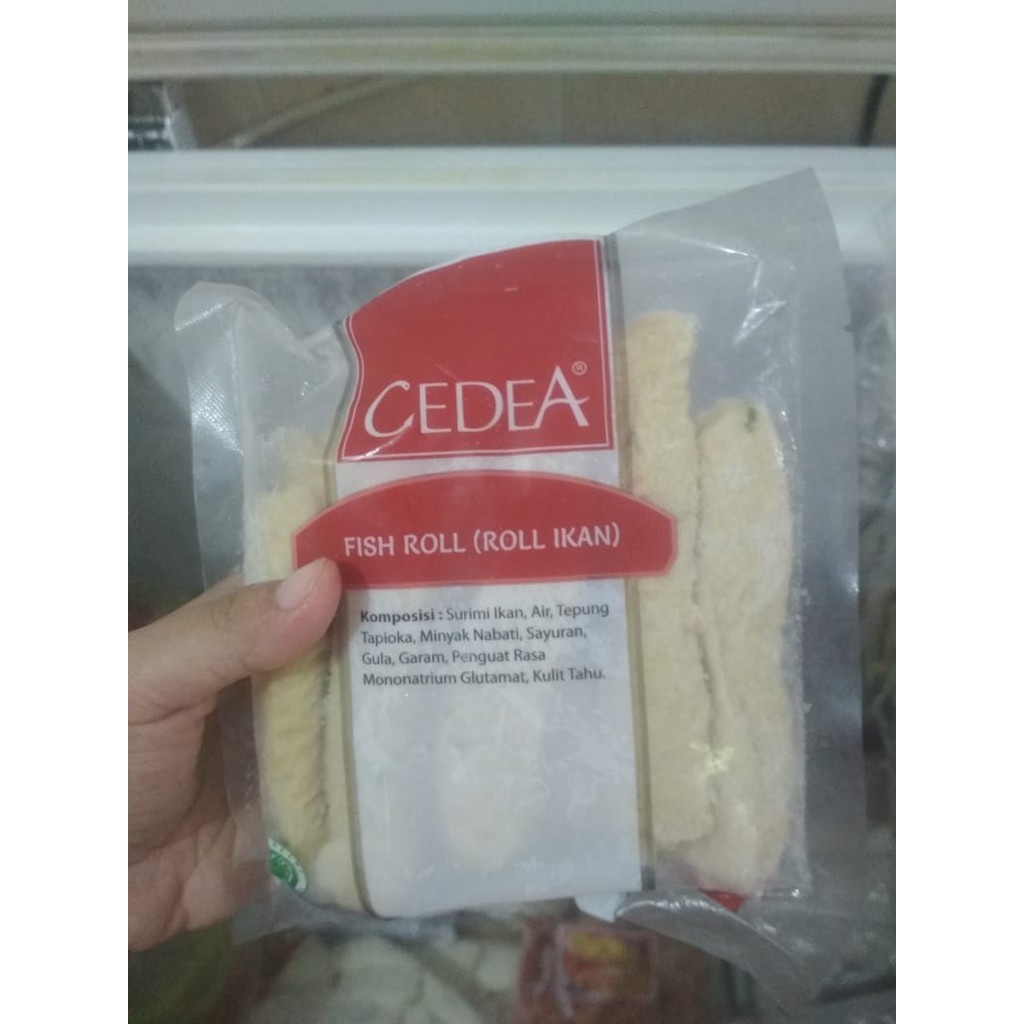 CEDEA®
FISH ROLL (ROLL IKAN)
Komposisi : Surimi Ikan, Air, Tepung
Tapioka, Minyak Nabati, Sayuran,
Gula, Garam, Penguat Rasa
Mononatrium Glutamat, Kulit Tahu.